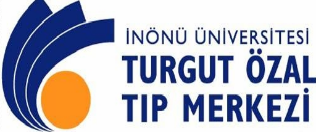 İNÖNÜ ÜNİVERSİTESİ
TURGUT ÖZAL
TIP MERKEZİ